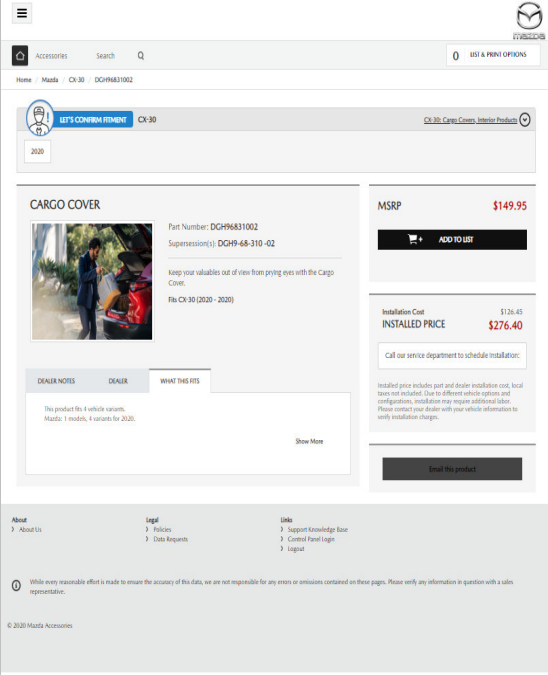 mazda
Accessories
Search
0 LIST & PRINT OPTIONS
Home / Mazda / CX-30 / DGH96831002
LET'S CONFIRM FITMENT
CX-30
CX-30: Cargo Covers, Interior Products
2020
CARGO COVER
Part Number: DGH96831002
Supersession(s): DGH9-68-310 -02
Keep your valuables out of view from prying eyes with the Cargo
Cover.
Fits CX-30 (2020 - 2020)
DEALER NOTES
DEALER
WHAT THIS FITS
This product fits 4 vehicle variants.
Mazda: 1 models, 4 variants for 2020.
Show More
MSRP
$149.95
ADD TO LIST
Installation Cost
$126.45
INSTALLED PRICE
$276.40
Call our service department to schedule Installation:
Installed price includes part and dealer installation cost, local
taxes not included. Due to different vehicle options and
configurations, installation may require additional labor.
Please contact your dealer with your vehicle information to
verify installation charges.
Email this product
About
About Us
Legal
Policies
Data Requests
Links
Support Knowledge Base
Control Panel Login
Logout
While every reasonable effort is made to ensure the accuracy of this data, we are not responsible for any errors or omissions contained on these pages. Please verify any information in question with a sales
representative.
© 2020 Mazda Accessories